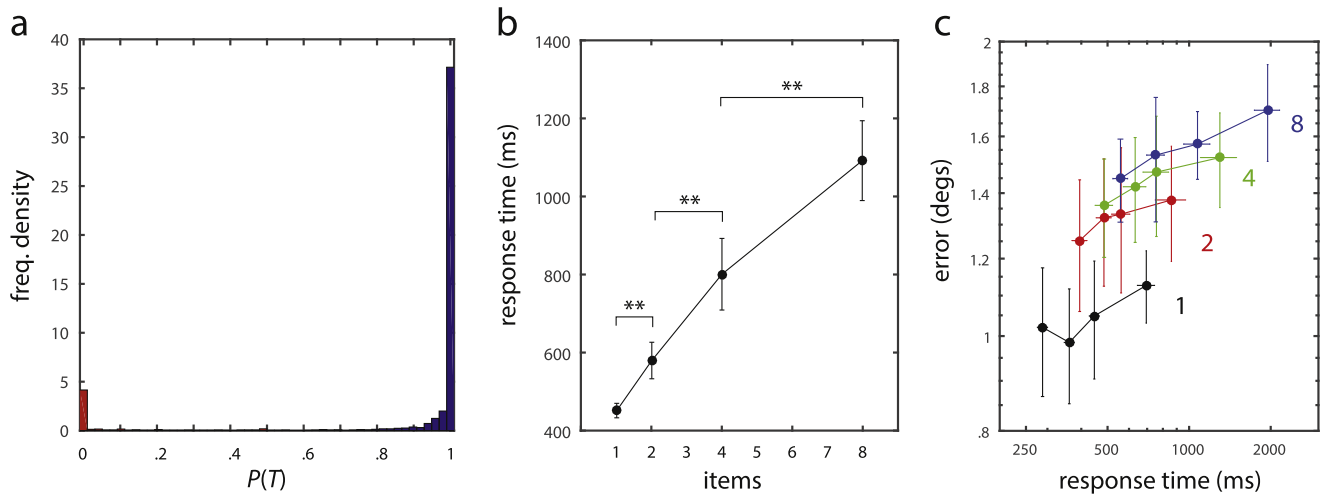 a
freq. density
40
35
30
25
20
15
10
5
0
0 .2 .4 .6 .8 1
P(T)
b
response time (ms)
1400
1200
1000
800
600
400
**
**
**
1 2 3 4 5 6 7 8
items
c
error (degs)
2
1.8
1.6
1.4
1.2
1
.8
8
4
2
1
250 500 1000 2000
response time (ms)